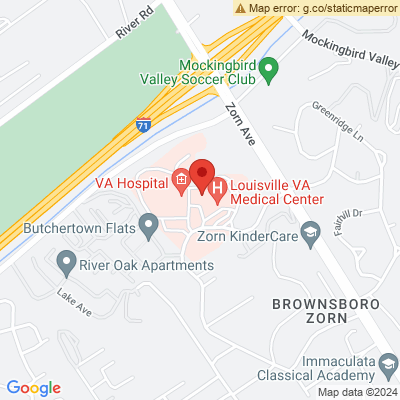 Map error: g.co/staticmaperror
River Rd
Mockingbird Valley
Mockingbird
Valley Soccer Club
Zorn Ave
Greenridge Ln
71
VA Hospital
H
Louisville VA
Medical Center
Fairhill Dr
Butchertown Flats
Zorn KinderCare
River Oak Apartments
Lake Ave
BROWNSBORO
ZORN
Immaculata
Classical Academy
Google
Map data ©2024